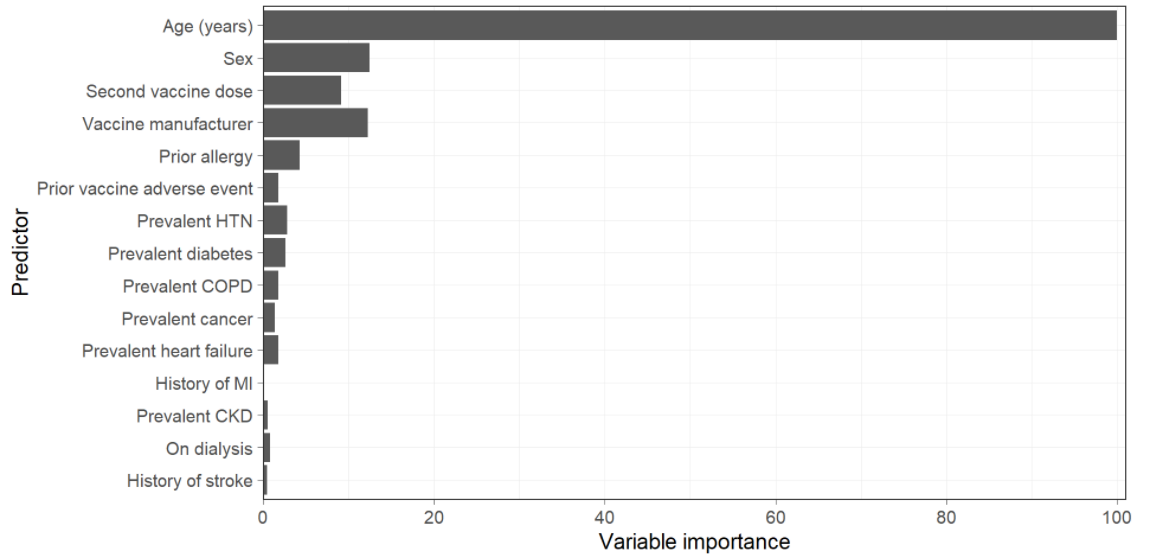 Age (years)
Sex
Second vaccine dose
Vaccine manufacturer
Prior allergy
Prior vaccine adverse event
Prevalent HTN
Prevalent diabetes
Prevalent COPD
Prevalent cancer
Prevalent heart failure
History of MI
Prevalent CKD
On dialysis
History of stroke
Predictor
0 20 40 60 80 100
Variable importance